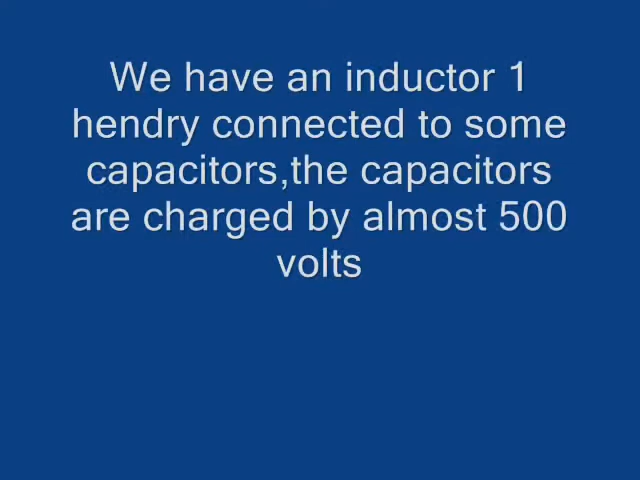 We have an inductor 1
hendry connected to some
capacitors,the capacitors
are charged by almost 500
volts